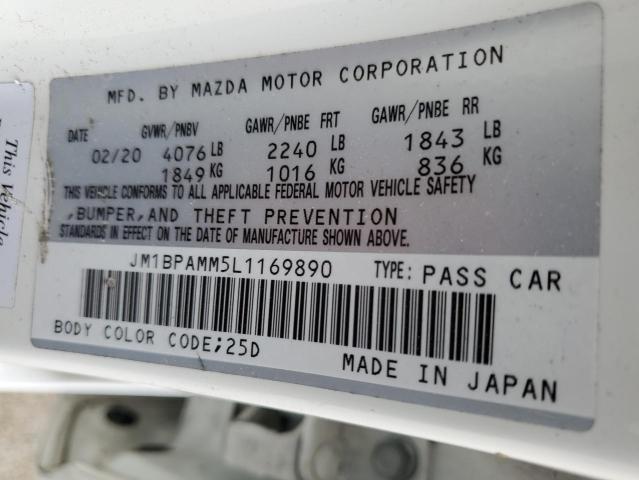 MFD. BY MAZDA MOTOR CORPORATION
DATE GVWR/PNBV GAWR/PNBE FRT GAWR/PNBE RR
02/20 4076 LB 2240 LB 1843 LB
1849 KG 1016 KG 836 KG
THIS VEHICLE CONFORMS TO ALL APPLICABLE FEDERAL MOTOR VEHICLE SAFETY
,BUMPER,AND THEFT PREVENTION
STANDARDS IN EFFECT ON THE DATE OF MANUFACTURE SHOWN ABOVE.
JM1BPAMM5L1169890 TYPE: PASS CAR
BODY COLOR CODE;25D
MADE IN JAPAN
This Vehicle